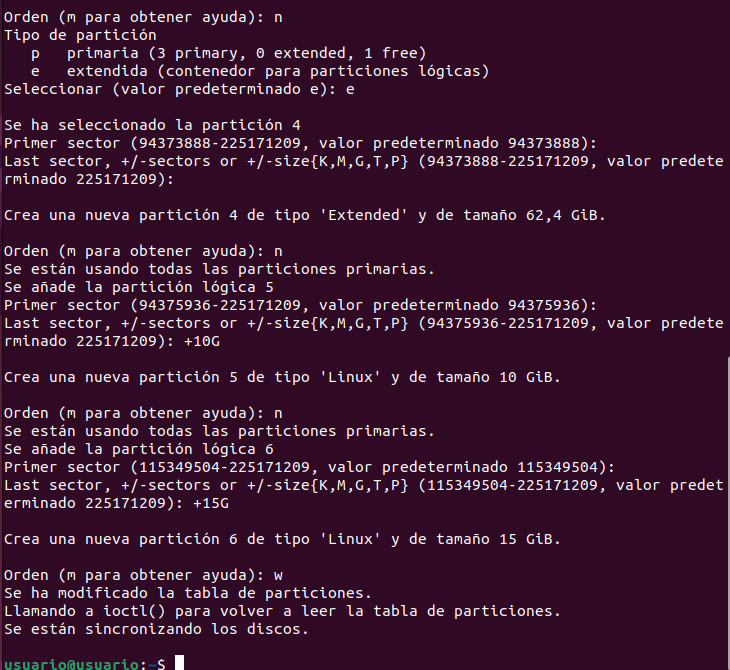 Orden (m para obtener ayuda): n
Tipo de partición
   p   primaria (3 primary, 0 extended, 1 free)
   e   extendida (contenedor para particiones lógicas)
Seleccionar (valor predeterminado e): e

Se ha seleccionado la partición 4
Primer sector (94373888-225171209, valor predeterminado 94373888):
Last sector, +/-sectors or +/-size{K,M,G,T,P} (94373888-225171209, valor predete
rminado 225171209):

Crea una nueva partición 4 de tipo 'Extended' y de tamaño 62,4 GiB.

Orden (m para obtener ayuda): n
Se están usando todas las particiones primarias.
Se añade la partición lógica 5
Primer sector (94375936-225171209, valor predeterminado 94375936):
Last sector, +/-sectors or +/-size{K,M,G,T,P} (94375936-225171209, valor predete
rminado 225171209): +10G

Crea una nueva partición 5 de tipo 'Linux' y de tamaño 10 GiB.

Orden (m para obtener ayuda): n
Se están usando todas las particiones primarias.
Se añade la partición lógica 6
Primer sector (115349504-225171209, valor predeterminado 115349504):
Last sector, +/-sectors or +/-size{K,M,G,T,P} (115349504-225171209, valor predet
erminado 225171209): +15G

Crea una nueva partición 6 de tipo 'Linux' y de tamaño 15 GiB.

Orden (m para obtener ayuda): w
Se ha modificado la tabla de particiones.
Llamando a ioctl() para volver a leer la tabla de particiones.
Se están sincronizando los discos.

usuario@usuario:~$